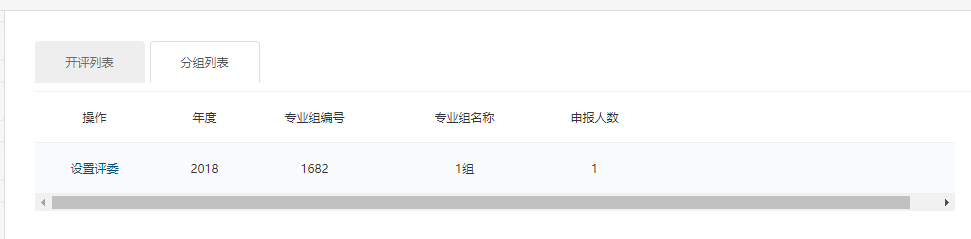 开评列表 分组列表
操作 年度 专业组编号 专业组名称 申报人数
设置评委 2018 1682 1组 1